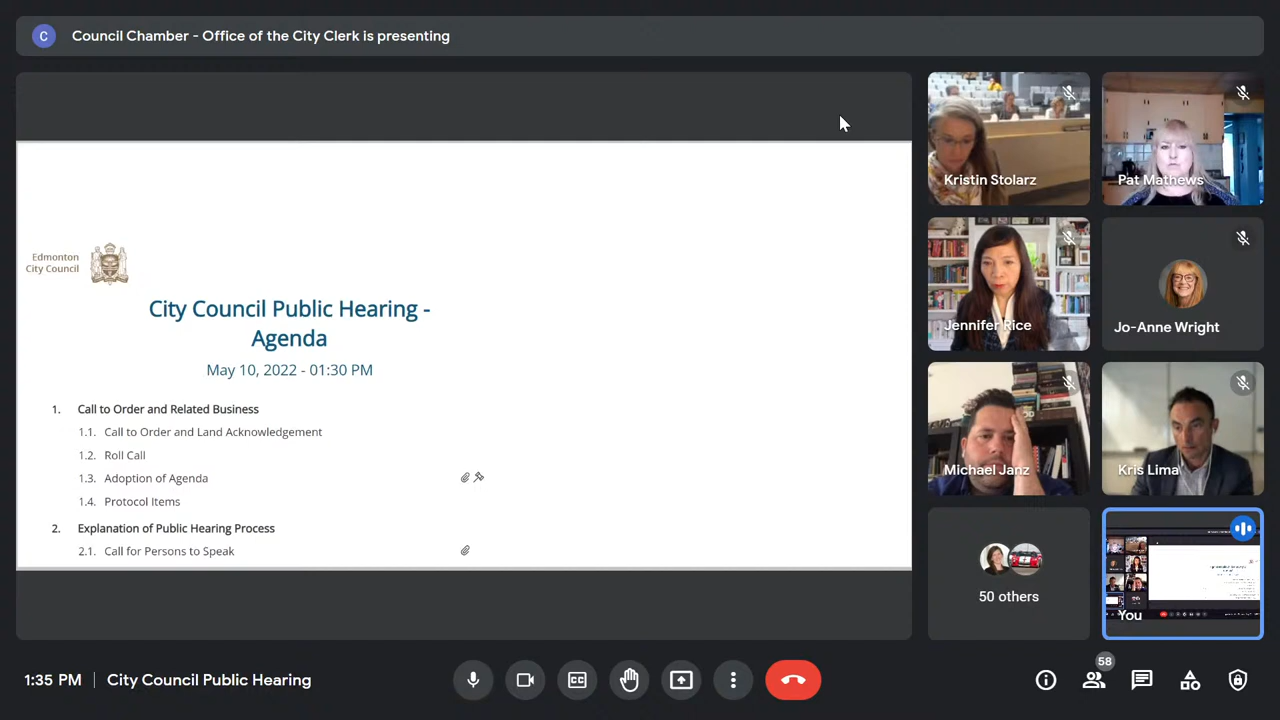 C
Council Chamber - Office of the City Clerk is presenting
Edmonton
City Council
City Council Public Hearing -
Agenda
May 10, 2022 - 01:30 PM
1. Call to Order and Related Business
1.1. Call to Order and Land Acknowledgement
1.2. Roll Call
1.3. Adoption of Agenda
1.4. Protocol Items
2. Explanation of Public Hearing Process
2.1. Call for Persons to Speak
Kristin Stolarz
Pat Mathews
Jennifer Rice
Jo-Anne Wright
Michael Janz
Kris Lima
50 others
You
1:35 PM | City Council Public Hearing
58